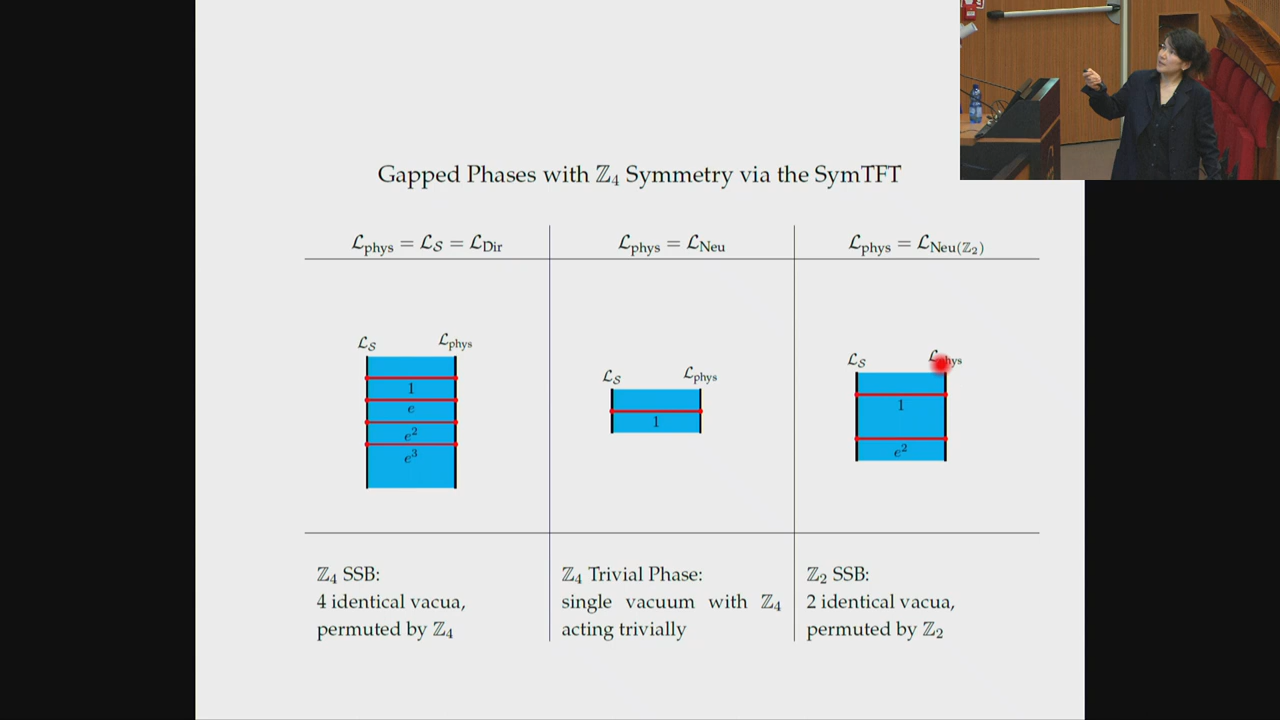 Gapped Phases with ℤ₄ Symmetry via the SymTFT
𝓛_phys = 𝓛_𝒮 = 𝓛_Dir
𝓛_phys = 𝓛_Neu
𝓛_phys = 𝓛_Neu(ℤ₂)
𝓛_𝒮 𝓛_phys
1
e
e²
e³
𝓛_𝒮 𝓛_phys
1
𝓛_𝒮 𝓛_phys
1
e²
ℤ₄ SSB:
4 identical vacua,
permuted by ℤ₄
ℤ₄ Trivial Phase:
single vacuum with ℤ₄
acting trivially
ℤ₂ SSB:
2 identical vacua,
permuted by ℤ₂